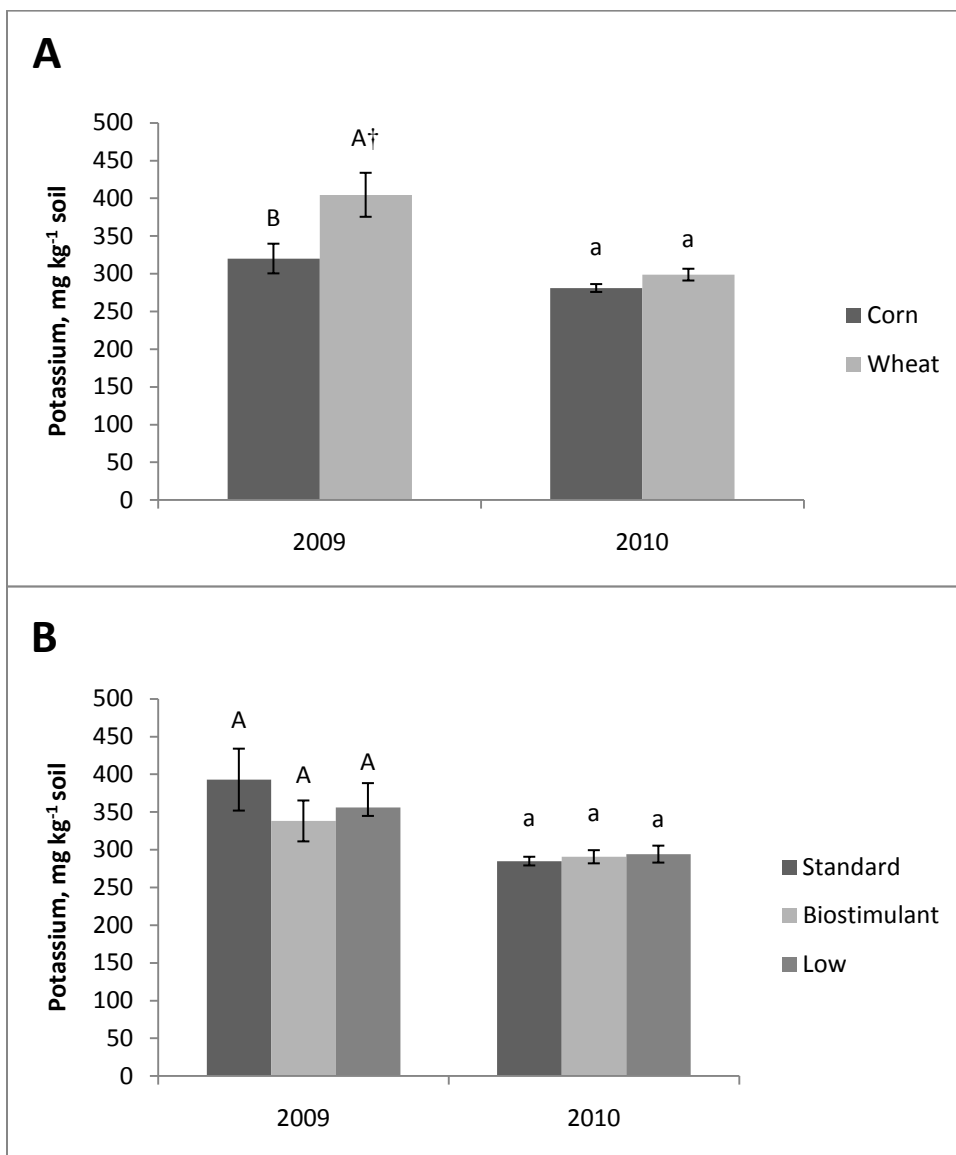 A
Potassium, mg kg-1 soil
500
450
400
350
300
250
200
150
100
50
0
B
A†
a
a
2009
2010
Corn
Wheat
B
Potassium, mg kg-1 soil
500
450
400
350
300
250
200
150
100
50
0
A
A
A
a
a
a
2009
2010
Standard
Biostimulant
Low